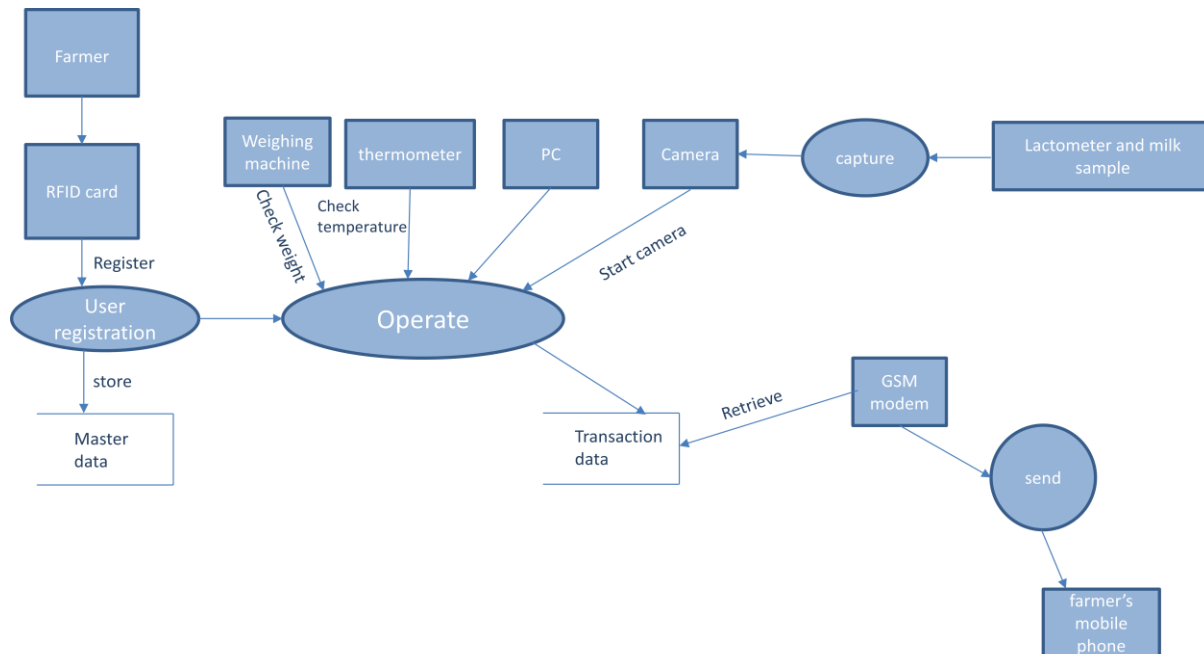 Farmer
RFID card
Register
User
registration
store
Master
data
Weighing
machine
Check weight
thermometer
Check
temperature
PC
Camera
Start camera
capture
Lactometer and milk
sample
Operate
Transaction
data
Retrieve
GSM
modem
send
farmer's
mobile
phone